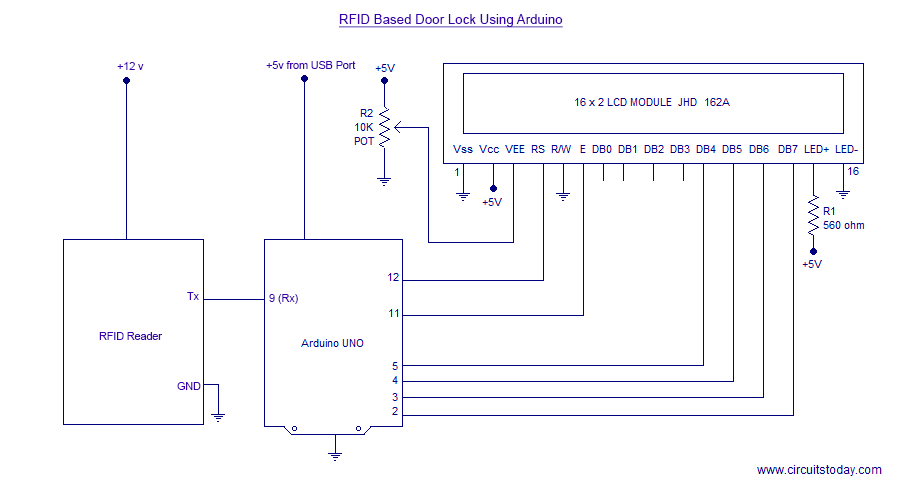 RFID Based Door Lock Using Arduino
+12 v
+5v from USB Port
+5V
R2
10K
POT
16 x 2 LCD MODULE JHD 162A
Vss Vcc VEE RS R/W E DB0 DB1 DB2 DB3 DB4 DB5 DB6 DB7 LED+ LED-
1
16
+5V
R1
560 ohm
+5V
Tx
9 (Rx)
12
11
RFID Reader
Arduino UNO
5
4
3
2
GND
www.circuitstoday.com